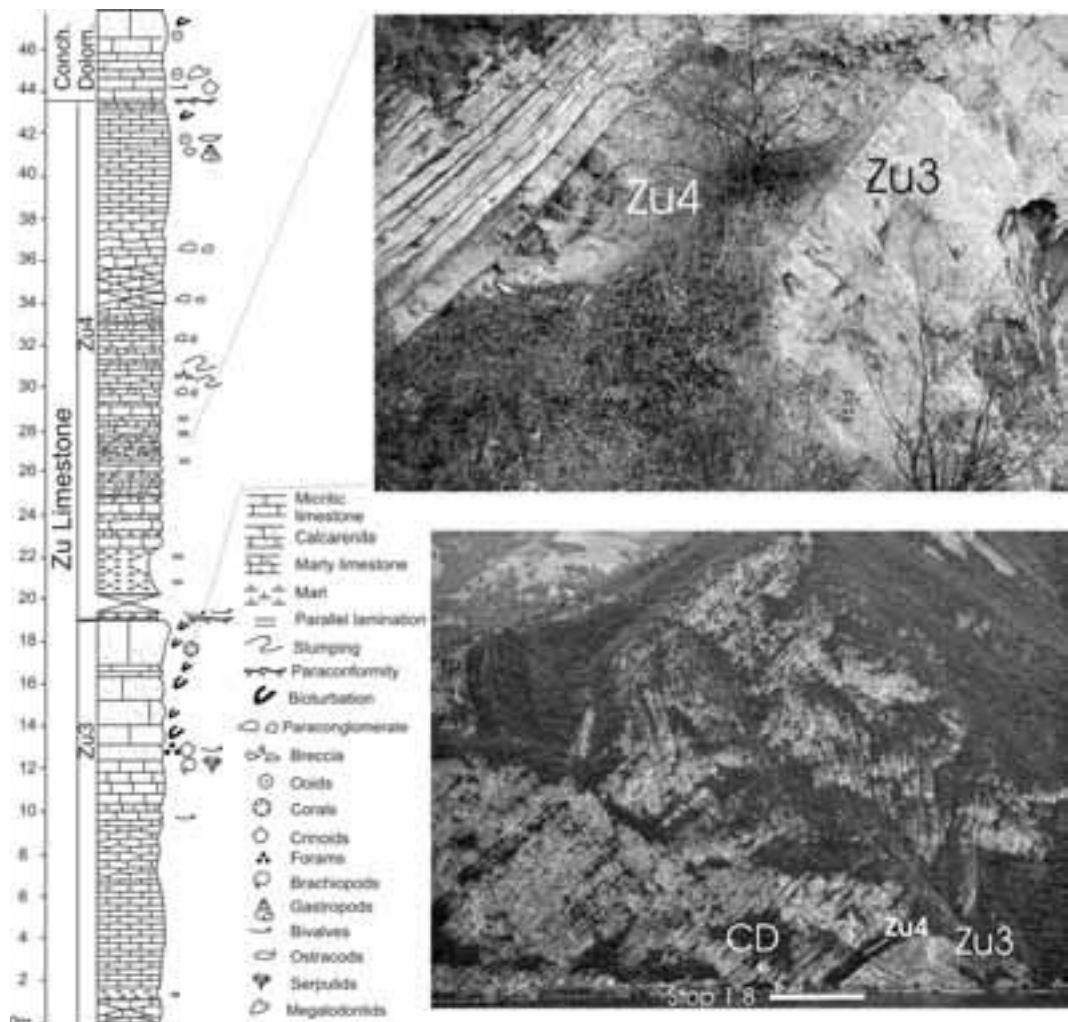 Conch.
Dolom.
46
44
42
40
38
36
34
32
30
28
26
24
22
20
18
16
14
12
10
8
6
4
2
0m
Zu Limestone
Zu4
Zu3
Micritic
limestone
Calcarenite
Marly limestone
Marl
Parallel lamination
Slumping
Paraconformity
Bioturbation
Paraconglomerate
Breccia
Ooids
Corals
Crinoids
Forams
Brachiopods
Gastropods
Bivalves
Ostracods
Serpulids
Megalodontids
Zu4
Zu3
CD
Zu4
Zu3
Stop 1.8